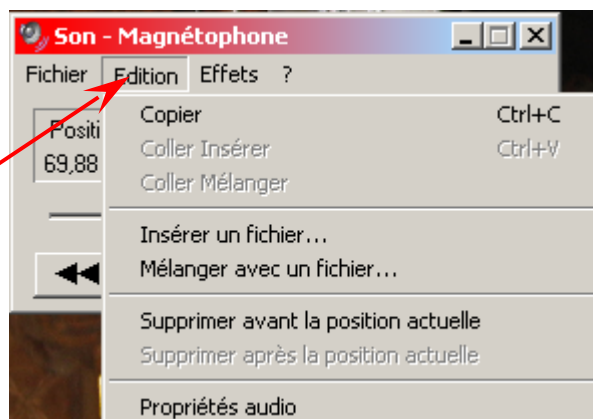 Son - Magnétophone
Fichier Edition Effets ?
Positi
69,88
Copier Ctrl+C
Coller Insérer Ctrl+V
Coller Mélanger
Insérer un fichier...
Mélanger avec un fichier...
Supprimer avant la position actuelle
Supprimer après la position actuelle
Propriétés audio